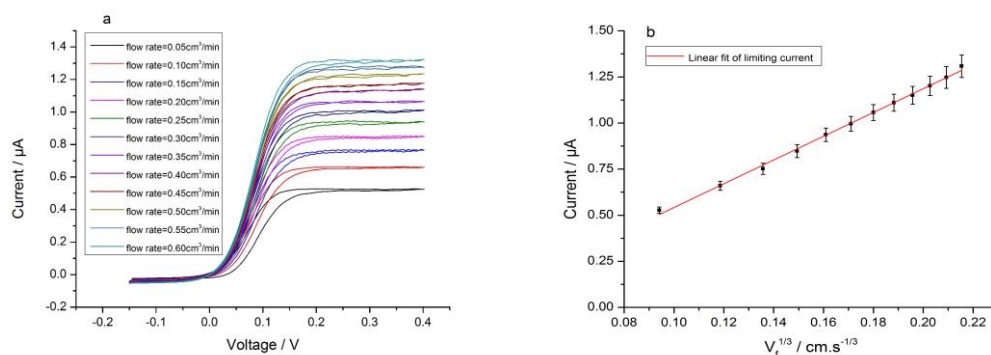 a
flow rate=0.05cm³/min
flow rate=0.10cm³/min
flow rate=0.15cm³/min
flow rate=0.20cm³/min
flow rate=0.25cm³/min
flow rate=0.30cm³/min
flow rate=0.35cm³/min
flow rate=0.40cm³/min
flow rate=0.45cm³/min
flow rate=0.50cm³/min
flow rate=0.55cm³/min
flow rate=0.60cm³/min
Current / µA
1.4
1.2
1.0
0.8
0.6
0.4
0.2
0.0
-0.2
-0.2 -0.1 0.0 0.1 0.2 0.3 0.4
Voltage / V
b
Linear fit of limiting current
Current / µA
1.50
1.25
1.00
0.75
0.50
0.25
0.00
0.08 0.10 0.12 0.14 0.16 0.18 0.20 0.22
V_f^1/3 / cm.s^-1/3